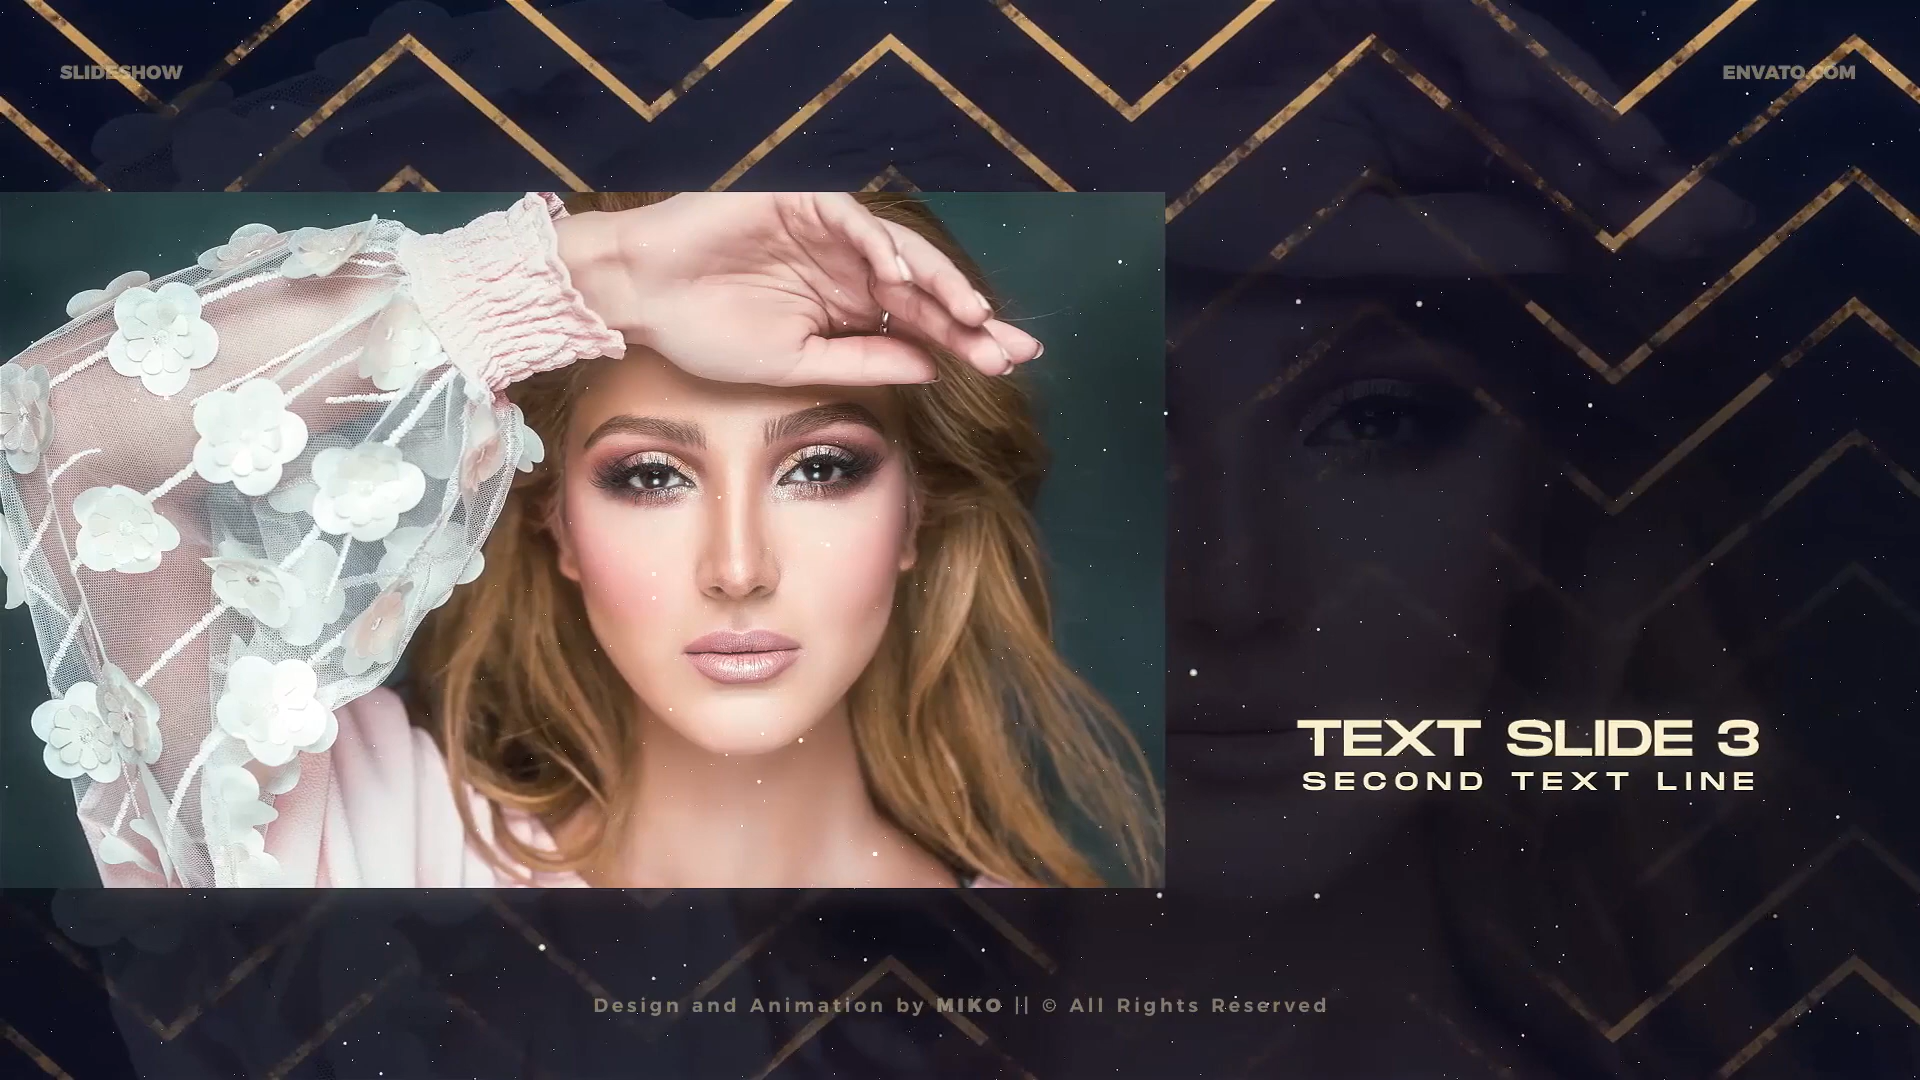 SLIDESHOW
ENVATO.COM
TEXT SLIDE 3
SECOND TEXT LINE
Design and Animation by MIKO || © All Rights Reserved